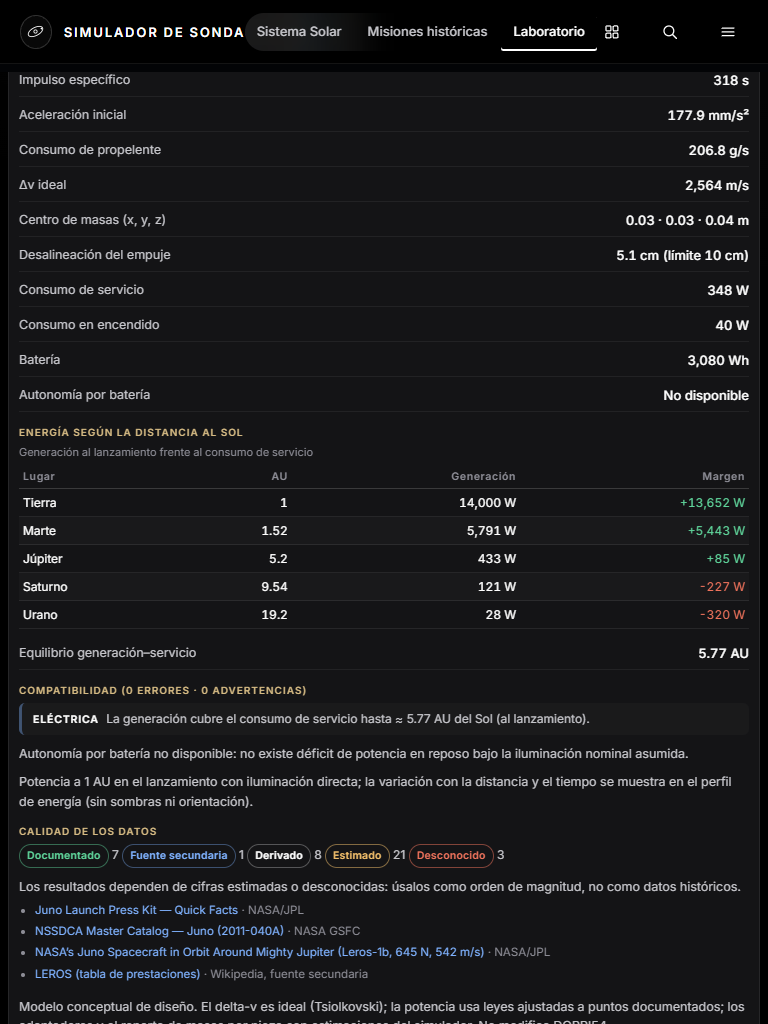 SIMULADOR DE SONDA
Sistema Solar
Misiones históricas
Laboratorio
Impulso específico 318 s
Aceleración inicial 177.9 mm/s²
Consumo de propelente 206.8 g/s
Δv ideal 2,564 m/s
Centro de masas (x, y, z) 0.03 · 0.03 · 0.04 m
Desalineación del empuje 5.1 cm (límite 10 cm)
Consumo de servicio 348 W
Consumo en encendido 40 W
Batería 3,080 Wh
Autonomía por batería No disponible
ENERGÍA SEGÚN LA DISTANCIA AL SOL
Generación al lanzamiento frente al consumo de servicio
Lugar AU Generación Margen
Tierra 1 14,000 W +13,652 W
Marte 1.52 5,791 W +5,443 W
Júpiter 5.2 433 W +85 W
Saturno 9.54 121 W -227 W
Urano 19.2 28 W -320 W
Equilibrio generación–servicio 5.77 AU
COMPATIBILIDAD (0 ERRORES · 0 ADVERTENCIAS)
ELÉCTRICA La generación cubre el consumo de servicio hasta ≈ 5.77 AU del Sol (al lanzamiento).
Autonomía por batería no disponible: no existe déficit de potencia en reposo bajo la iluminación nominal asumida.
Potencia a 1 AU en el lanzamiento con iluminación directa; la variación con la distancia y el tiempo se muestra en el perfil
de energía (sin sombras ni orientación).
CALIDAD DE LOS DATOS
Documentado 7 Fuente secundaria 1 Derivado 8 Estimado 21 Desconocido 3
Los resultados dependen de cifras estimadas o desconocidas: úsalos como orden de magnitud, no como datos históricos.
• Juno Launch Press Kit — Quick Facts · NASA/JPL
• NSSDCA Master Catalog — Juno (2011-040A) · NASA GSFC
• NASA's Juno Spacecraft in Orbit Around Mighty Jupiter (Leros-1b, 645 N, 542 m/s) · NASA/JPL
• LEROS (tabla de prestaciones) · Wikipedia, fuente secundaria
Modelo conceptual de diseño. El delta-v es ideal (Tsiolkovski); la potencia usa leyes ajustadas a puntos documentados; los